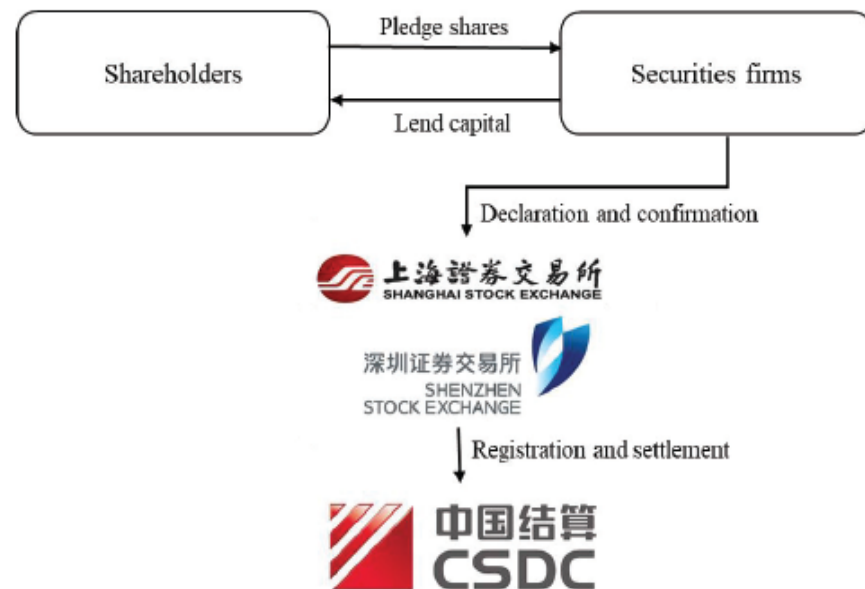 Pledge shares
Shareholders
Securities firms
Lend capital
Declaration and confirmation
上海證券交易所
SHANGHAI STOCK EXCHANGE
深圳证券交易所
SHENZHEN
STOCK EXCHANGE
Registration and settlement
中国结算
CSDC